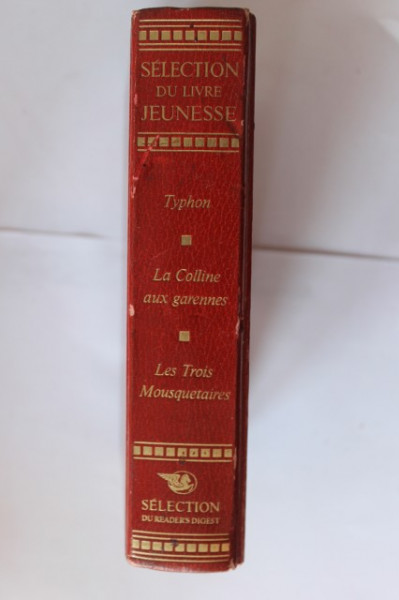 SÉLECTION
DU LIVRE
JEUNESSE
Typhon
La Colline
aux garennes
Les Trois
Mousquetaires
SÉLECTION
DU READER'S DIGEST